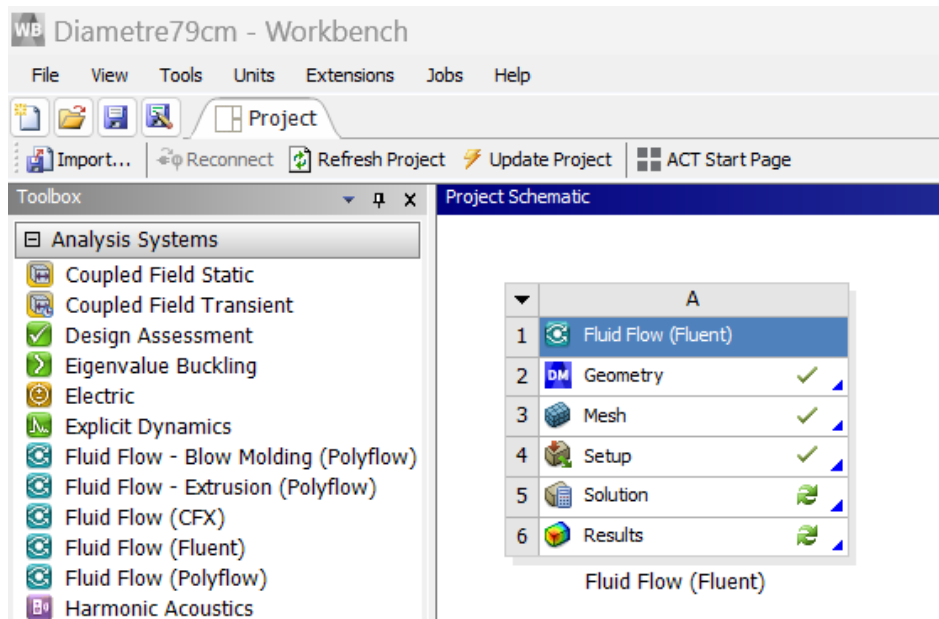 WB Diametre79cm - Workbench
File View Tools Units Extensions Jobs Help
Project
Import... Reconnect Refresh Project Update Project ACT Start Page
Toolbox
Project Schematic
Analysis Systems
Coupled Field Static
Coupled Field Transient
Design Assessment
Eigenvalue Buckling
Electric
Explicit Dynamics
Fluid Flow - Blow Molding (Polyflow)
Fluid Flow - Extrusion (Polyflow)
Fluid Flow (CFX)
Fluid Flow (Fluent)
Fluid Flow (Polyflow)
Harmonic Acoustics
A
1 Fluid Flow (Fluent)
2 DM Geometry
3 Mesh
4 Setup
5 Solution
6 Results
Fluid Flow (Fluent)